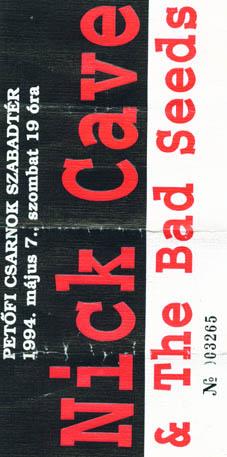 PETŐFI CSARNOK SZABADTÉR
1994. május 7., szombat 19 óra
Nick Cave
& The Bad Seeds
№ 003265